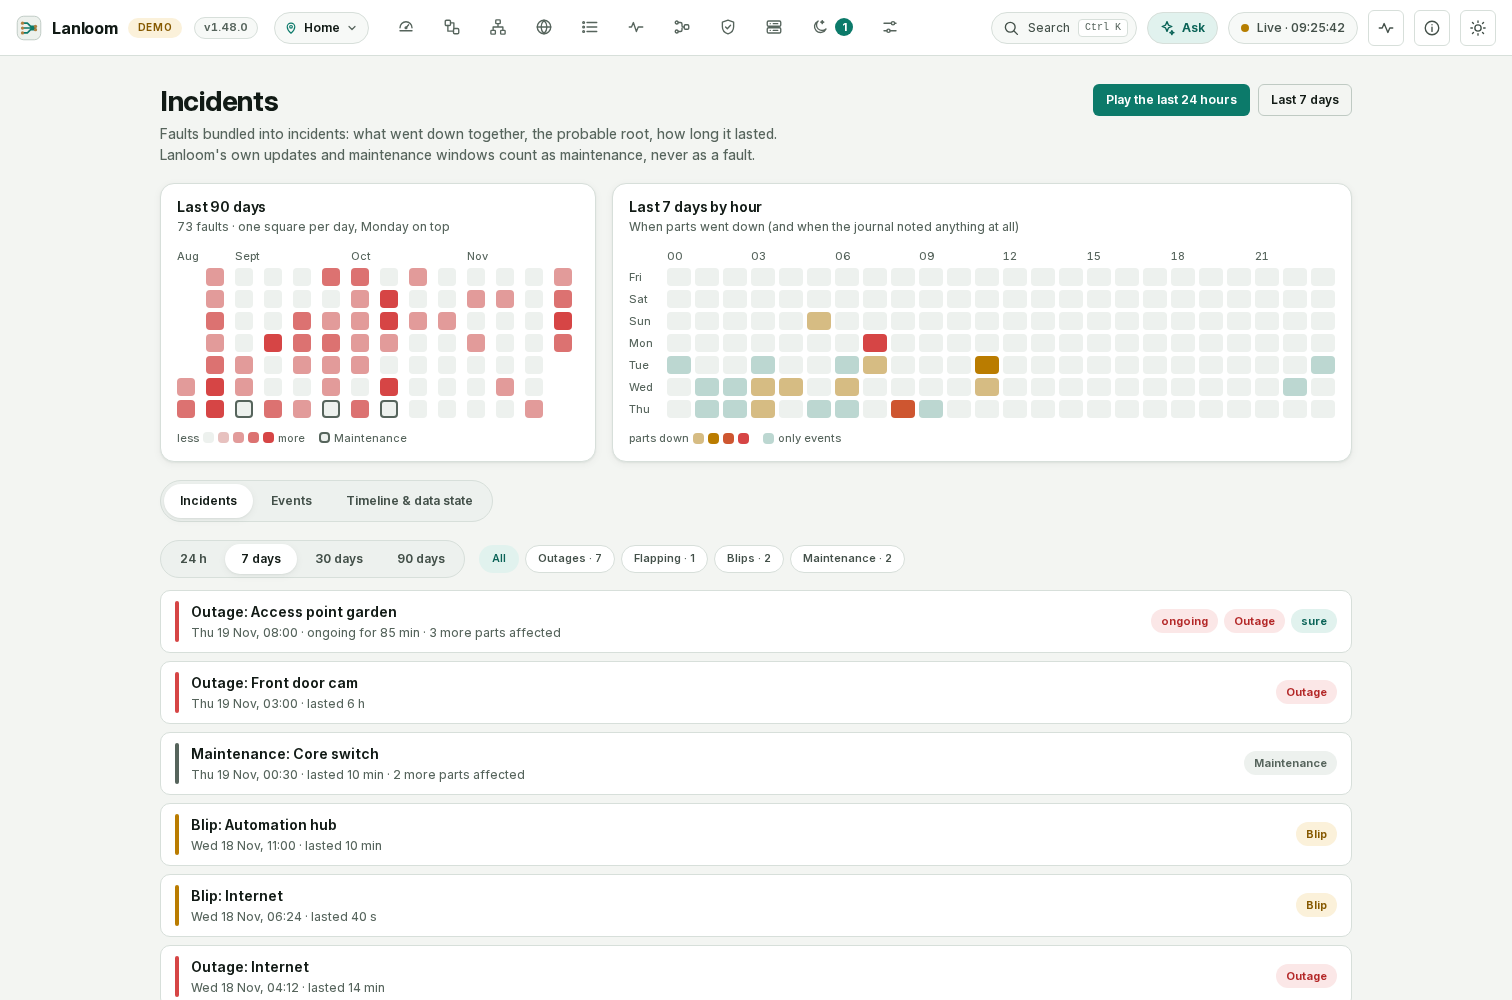 Lanloom DEMO v1.48.0 Home 1 Search Ctrl K Ask Live · 09:25:42
Incidents
Play the last 24 hours Last 7 days
Faults bundled into incidents: what went down together, the probable root, how long it lasted.
Lanloom's own updates and maintenance windows count as maintenance, never as a fault.
Last 90 days
73 faults · one square per day, Monday on top
Aug Sept Oct Nov
less more Maintenance
Last 7 days by hour
When parts went down (and when the journal noted anything at all)
00 03 06 09 12 15 18 21
Fri
Sat
Sun
Mon
Tue
Wed
Thu
parts down only events
Incidents Events Timeline & data state
24 h 7 days 30 days 90 days All Outages · 7 Flapping · 1 Blips · 2 Maintenance · 2
Outage: Access point garden
Thu 19 Nov, 08:00 · ongoing for 85 min · 3 more parts affected
ongoing Outage sure
Outage: Front door cam
Thu 19 Nov, 03:00 · lasted 6 h
Outage
Maintenance: Core switch
Thu 19 Nov, 00:30 · lasted 10 min · 2 more parts affected
Maintenance
Blip: Automation hub
Wed 18 Nov, 11:00 · lasted 10 min
Blip
Blip: Internet
Wed 18 Nov, 06:24 · lasted 40 s
Blip
Outage: Internet
Wed 18 Nov, 04:12 · lasted 14 min
Outage